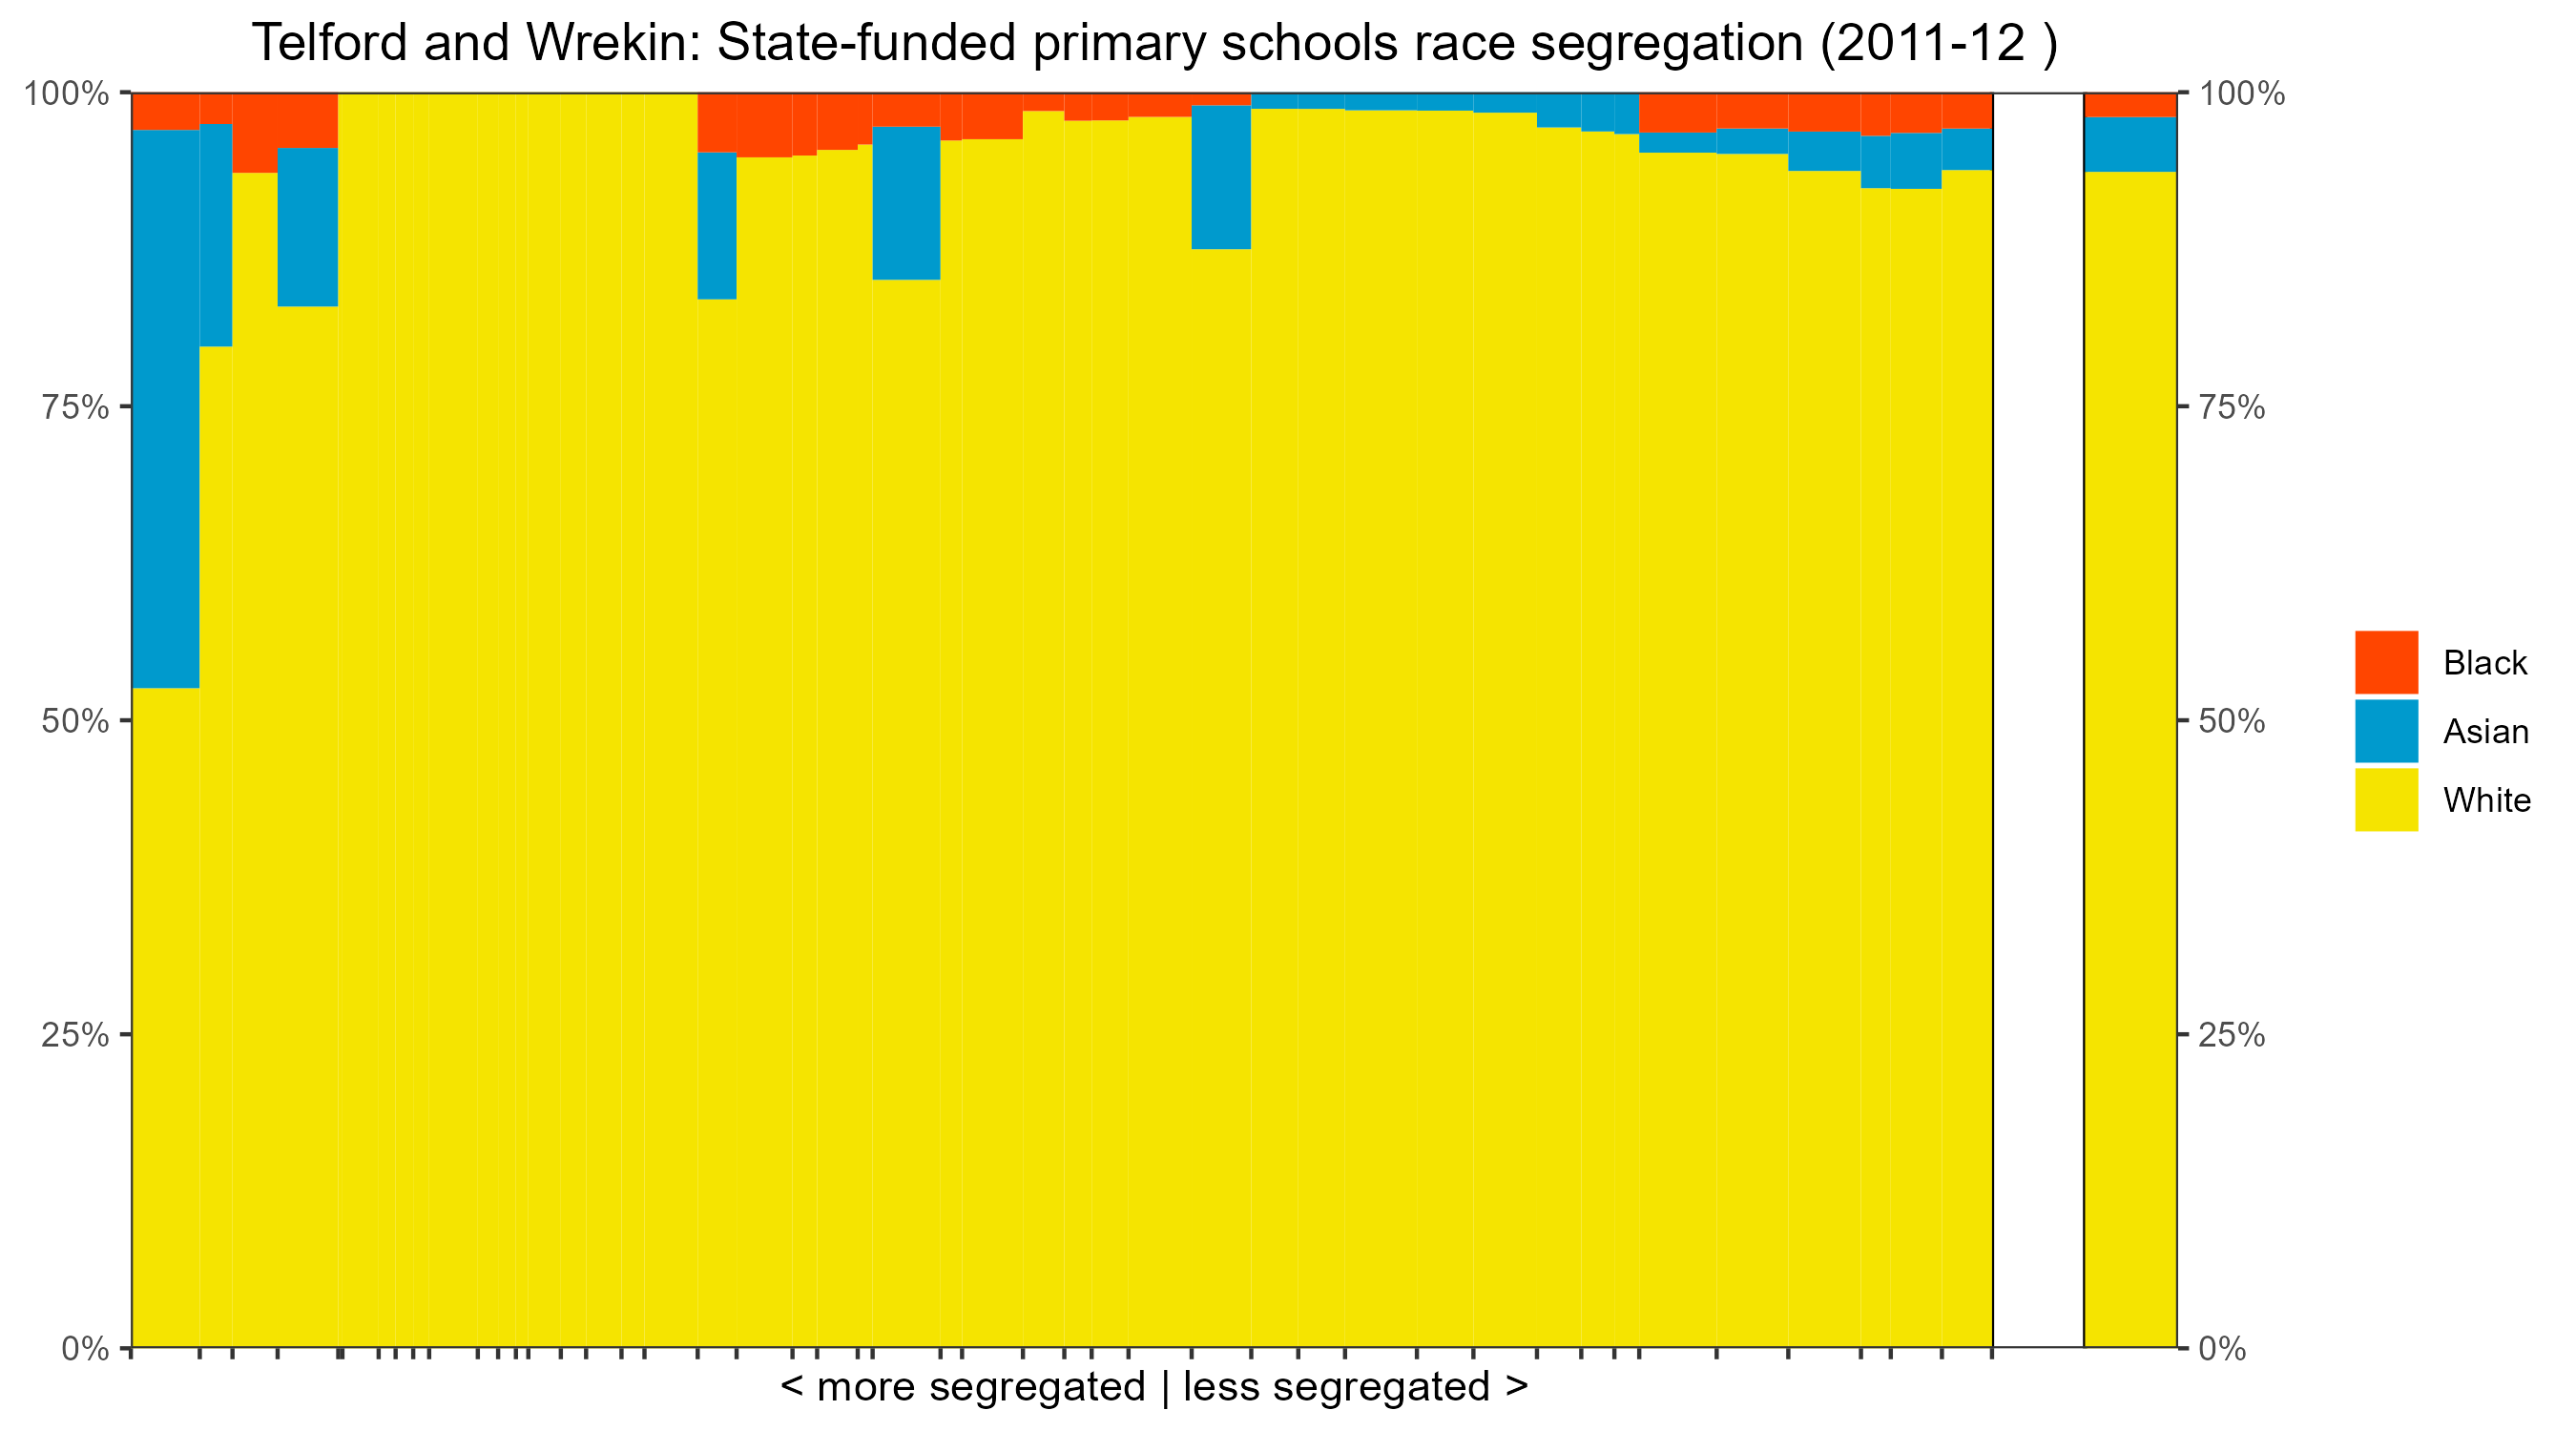 Telford and Wrekin: State-funded primary schools race segregation (2011-12 )
100%
75%
50%
25%
0%
100%
75%
50%
25%
0%
Black
Asian
White
< more segregated | less segregated >